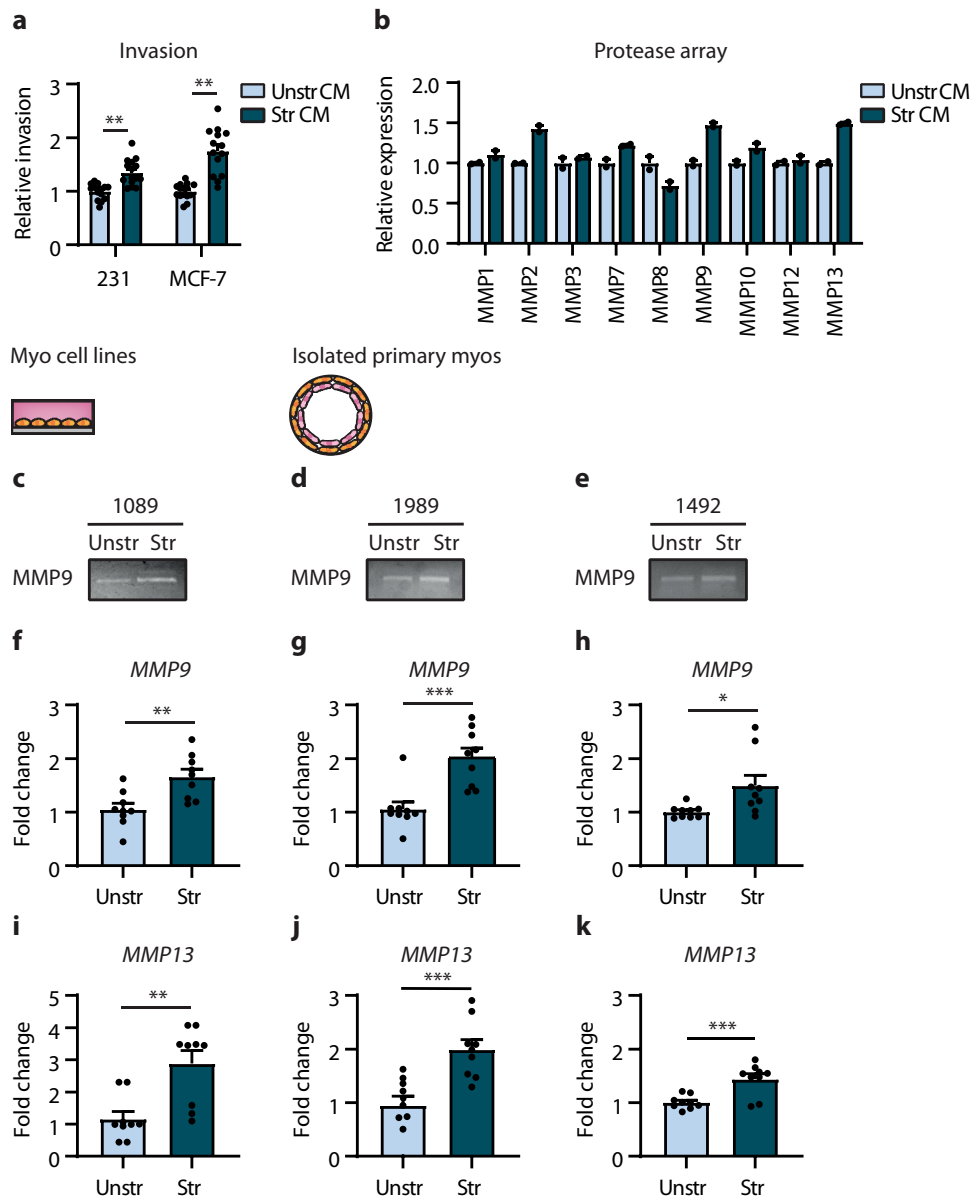 a
Invasion
Relative invasion
3
2
1
0
**
**
231
MCF-7
Unstr CM
Str CM
b
Protease array
Relative expression
2.0
1.5
1.0
0.5
0.0
MMP1
MMP2
MMP3
MMP7
MMP8
MMP9
MMP10
MMP12
MMP13
Unstr CM
Str CM
Myo cell lines
Isolated primary myos
c
1089
Unstr Str
MMP9
d
1989
Unstr Str
MMP9
e
1492
Unstr Str
MMP9
f
MMP9
Fold change
3
2
1
0
**
Unstr
Str
g
MMP9
Fold change
3
2
1
0
***
Unstr
Str
h
MMP9
Fold change
3
2
1
0
*
Unstr
Str
i
MMP13
Fold change
5
4
3
2
1
0
**
Unstr
Str
j
MMP13
Fold change
3
2
1
0
***
Unstr
Str
k
MMP13
Fold change
3
2
1
0
***
Unstr
Str